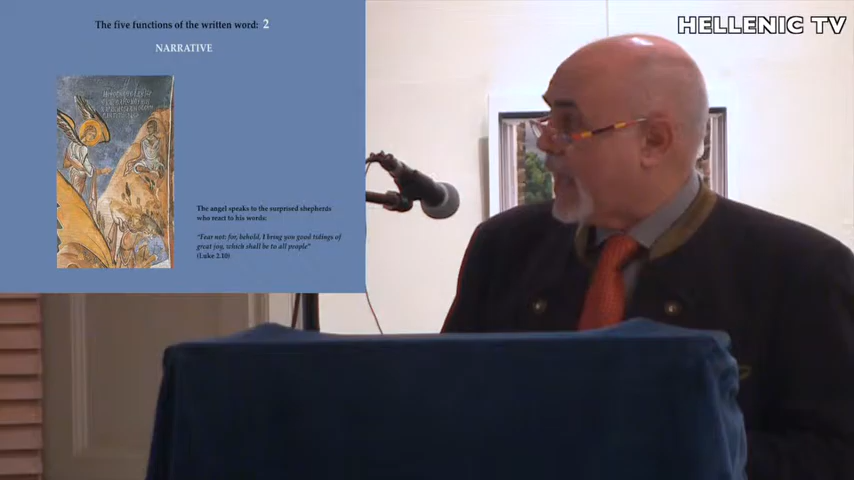 The five functions of the written word: 2
NARRATIVE
HELLENIC TV
The angel speaks to the surprised shepherds
who react to his words:
"Fear not: for, behold, I bring you good tidings of
great joy, which shall be to all people"
(Luke 2.10)